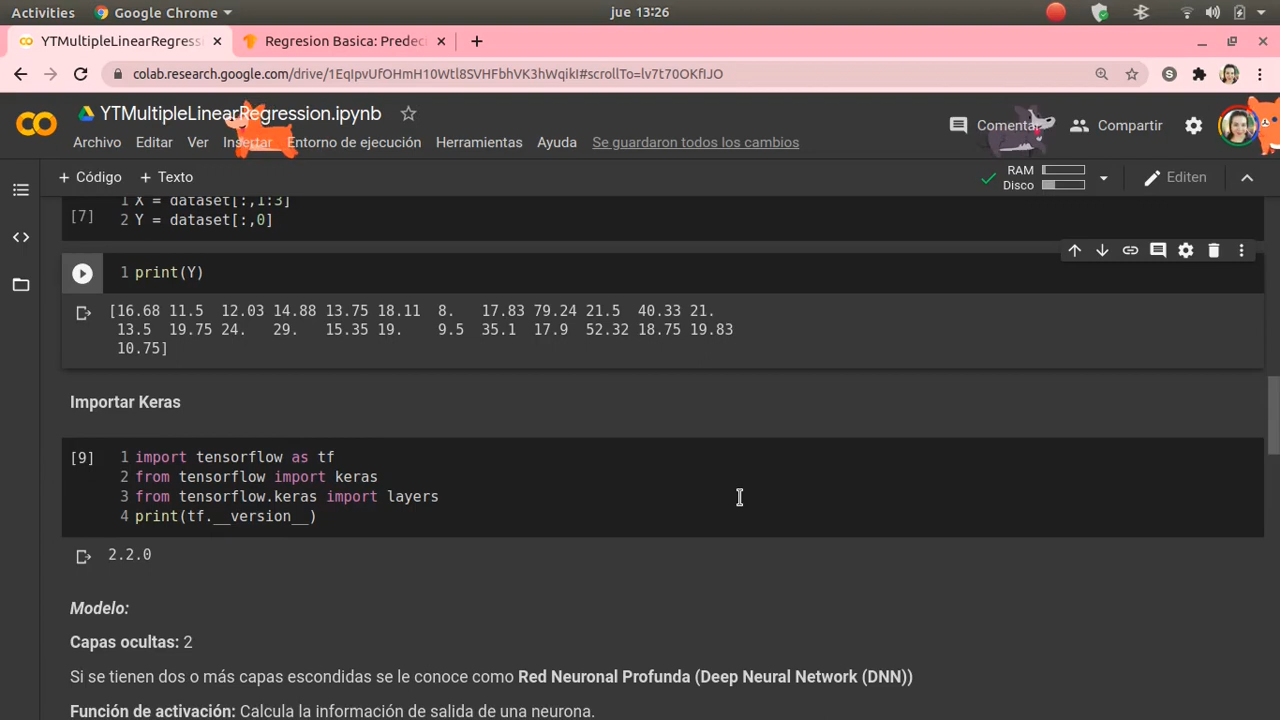 Activities Google Chrome jue 13:26
YTMultipleLinearRegressi Regresion Basica: Predec
colab.research.google.com/drive/1EqIpvUfOHmH10Wtl8SVHFbhVK3hWqikI#scrollTo=lv7t70OKfIJO
YTMultipleLinearRegression.ipynb
Comentar Compartir
Archivo Editar Ver Insertar Entorno de ejecución Herramientas Ayuda Se guardaron todos los cambios
+ Código + Texto RAM Disco Editen
[7] 1 X = dataset[:,1:3]
2 Y = dataset[:,0]
1 print(Y)
[16.68 11.5 12.03 14.88 13.75 18.11 8. 17.83 79.24 21.5 40.33 21.
13.5 19.75 24. 29. 15.35 19. 9.5 35.1 17.9 52.32 18.75 19.83
10.75]
Importar Keras
[9] 1 import tensorflow as tf
2 from tensorflow import keras
3 from tensorflow.keras import layers
4 print(tf.__version__)
2.2.0
Modelo:
Capas ocultas: 2
Si se tienen dos o más capas escondidas se le conoce como Red Neuronal Profunda (Deep Neural Network (DNN))
Función de activación: Calcula la información de salida de una neurona.